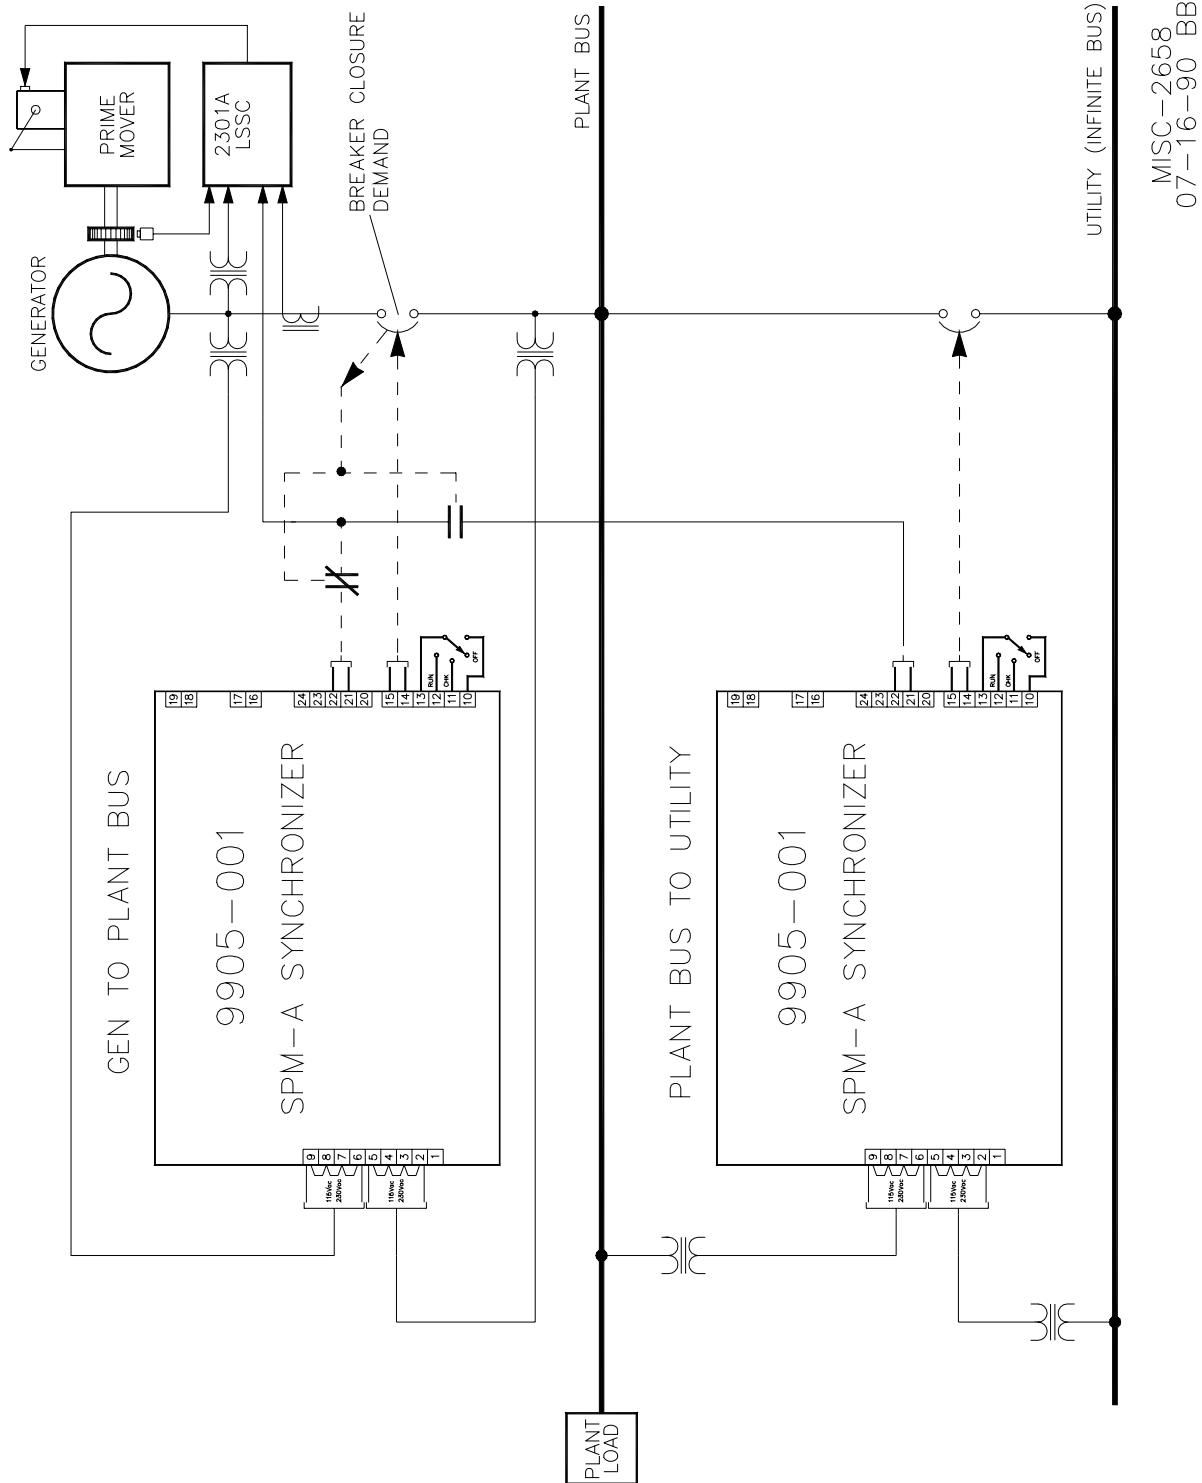 GENERATOR
PRIME
MOVER
2301A
LSSC
BREAKER CLOSURE
DEMAND
PLANT BUS
UTILITY (INFINITE BUS)
MISC-2658
07-16-90 BB
GEN TO PLANT BUS
9905-001
SPM-A SYNCHRONIZER
19
18
17
16
24
23
22
21
20
15
14
13
12
11
10
RUN
CHK
OFF
9
8
7
6
5
4
3
2
1
115Vac
230Vac
115Vac
230Vac
PLANT BUS TO UTILITY
9905-001
SPM-A SYNCHRONIZER
19
18
17
16
24
23
22
21
20
15
14
13
12
11
10
RUN
CHK
OFF
9
8
7
6
5
4
3
2
1
115Vac
230Vac
115Vac
230Vac
PLANT
LOAD